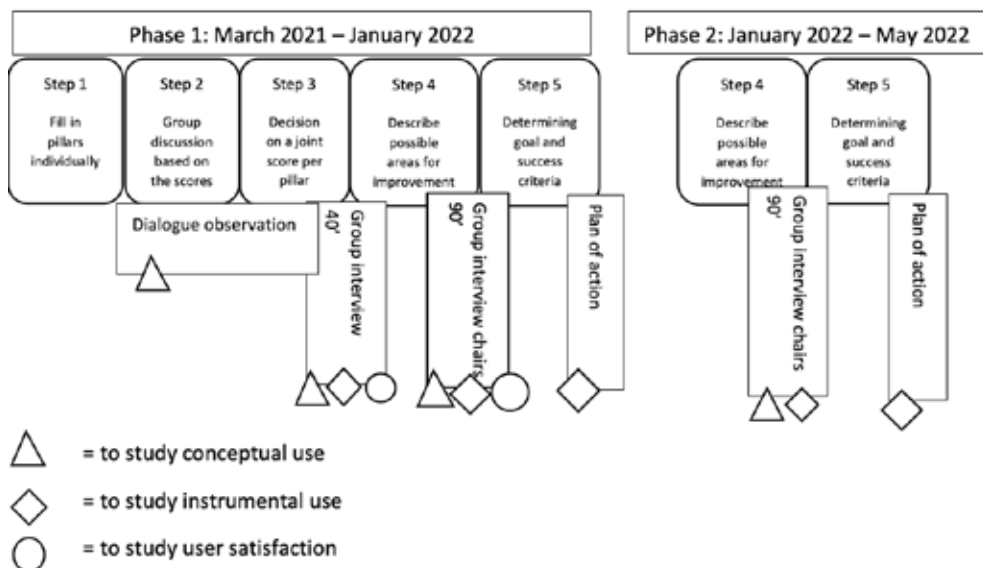 Phase 1: March 2021 – January 2022
Phase 2: January 2022 – May 2022
Step 1
Fill in
pillars
individually
Step 2
Group
discussion
based on
the scores
Step 3
Decision
on a joint
score per
pillar
Step 4
Describe
possible
areas for
improvement
Step 5
Determining
goal and
success
criteria
Step 4
Describe
possible
areas for
improvement
Step 5
Determining
goal and
success
criteria
Dialogue observation
Group interview
40’
Group interview chairs
90’
Plan of action
Group interview chairs
90’
Plan of action
= to study conceptual use
= to study instrumental use
= to study user satisfaction